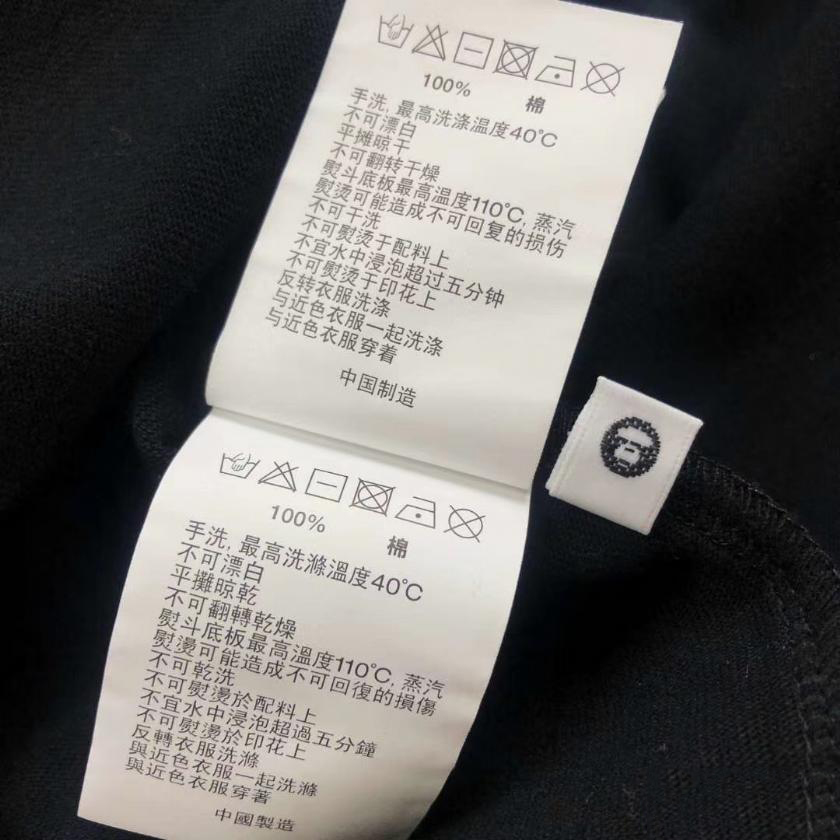 100% 棉
手洗, 最高洗涤温度40℃
不可漂白
平摊晾干
不可翻转干燥
熨斗底板最高温度110℃, 蒸汽
熨烫可能造成不可回复的损伤
不可干洗
不可熨烫于配料上
不宜水中浸泡超过五分钟
不可熨烫于印花上
反转衣服洗涤
与近色衣服一起洗涤
与近色衣服穿着
中国制造
100% 棉
手洗, 最高洗滌溫度40℃
不可漂白
平攤晾乾
不可翻轉乾燥
熨斗底板最高溫度110℃, 蒸汽
熨燙可能造成不可回復的損傷
不可乾洗
不可熨燙於配料上
不宜水中浸泡超過五分鐘
不可熨燙於印花上
反轉衣服洗滌
與近色衣服一起洗滌
與近色衣服穿著
中國製造